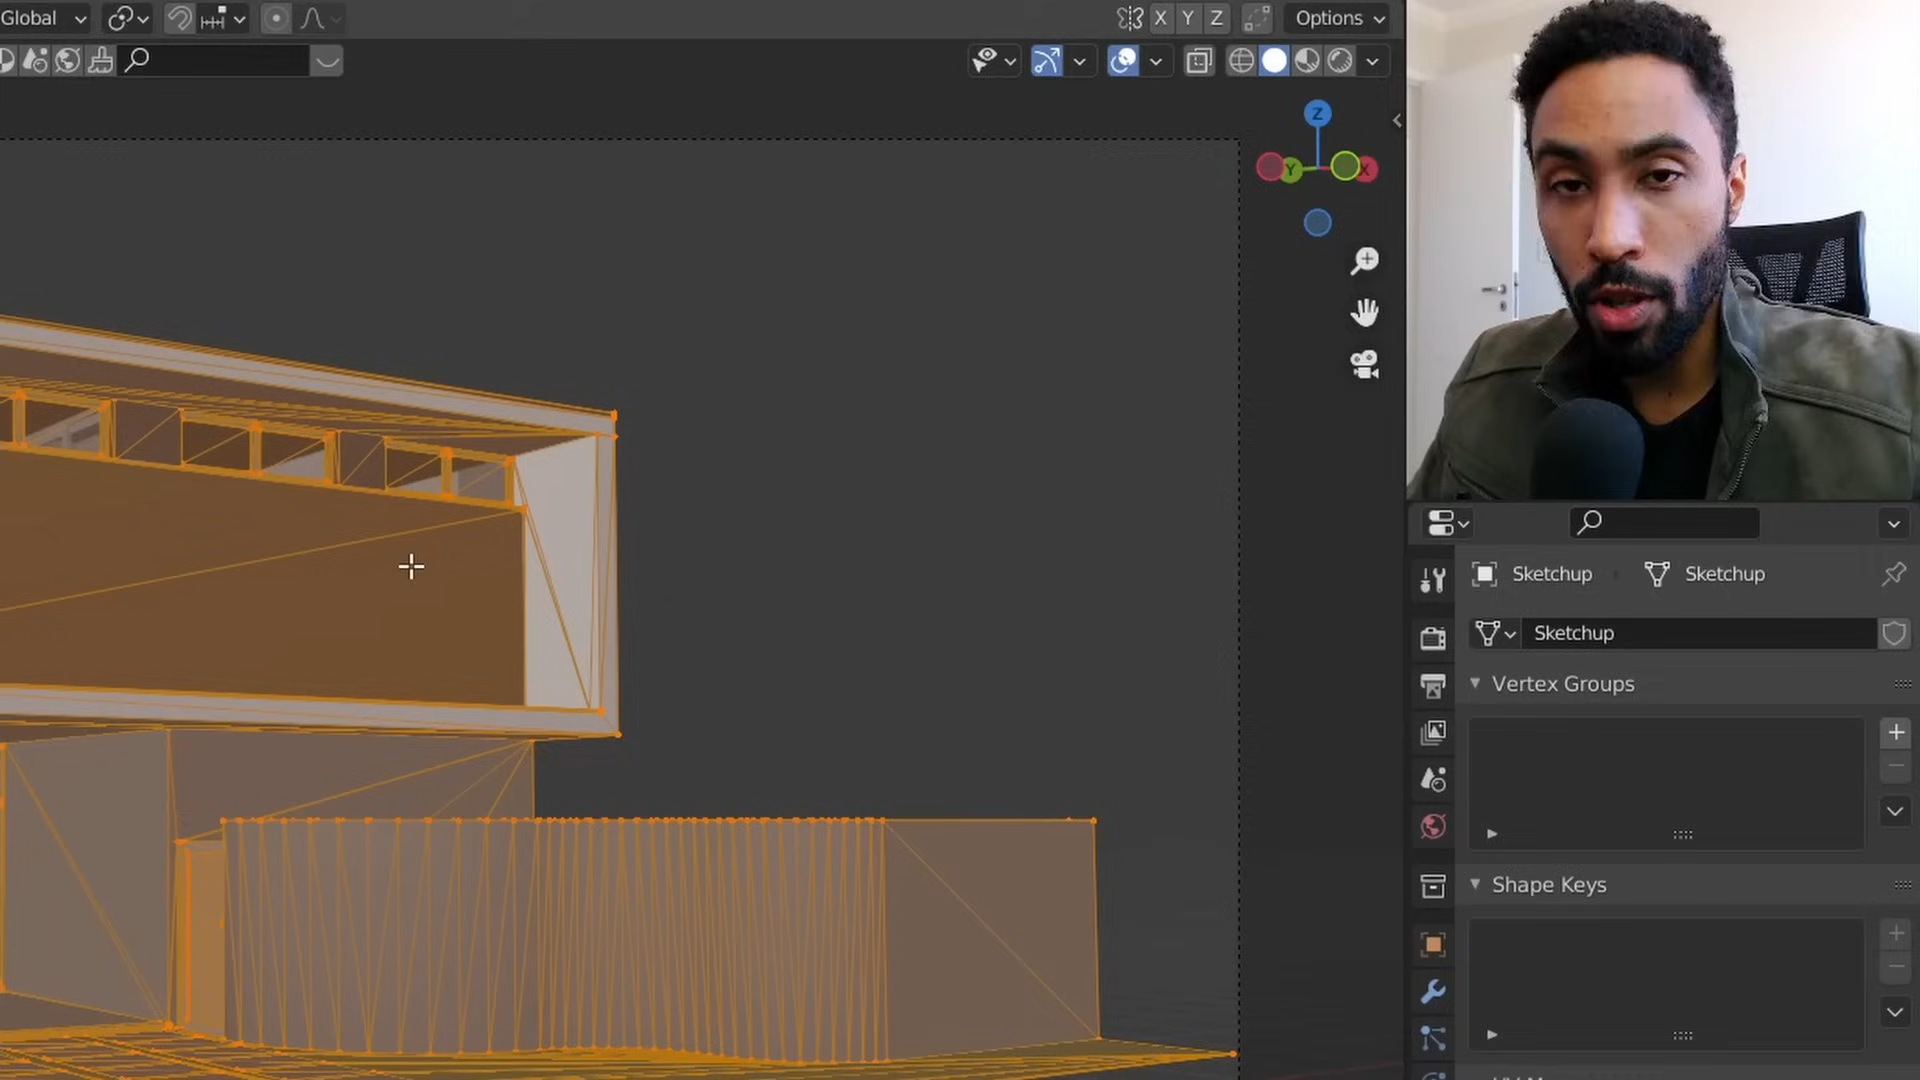 Global
X Y Z
Options
Z
Y
X
Sketchup
Sketchup
Sketchup
Vertex Groups
Shape Keys